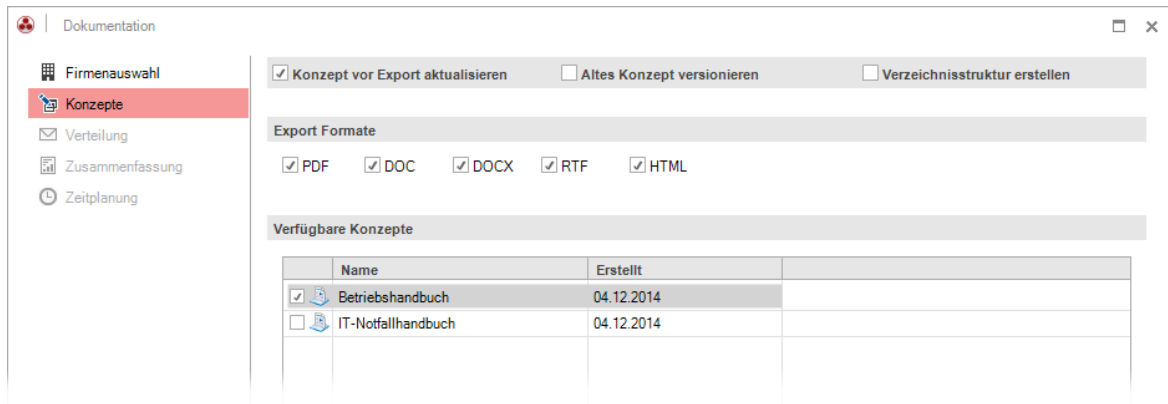 Dokumentation
Firmenauswahl
Konzepte
Verteilung
Zusammenfassung
Zeitplanung
Konzept vor Export aktualisieren Altes Konzept versionieren Verzeichnisstruktur erstellen
Export Formate
PDF DOC DOCX RTF HTML
Verfügbare Konzepte
Name Erstellt
Betriebshandbuch 04.12.2014
IT-Notfallhandbuch 04.12.2014